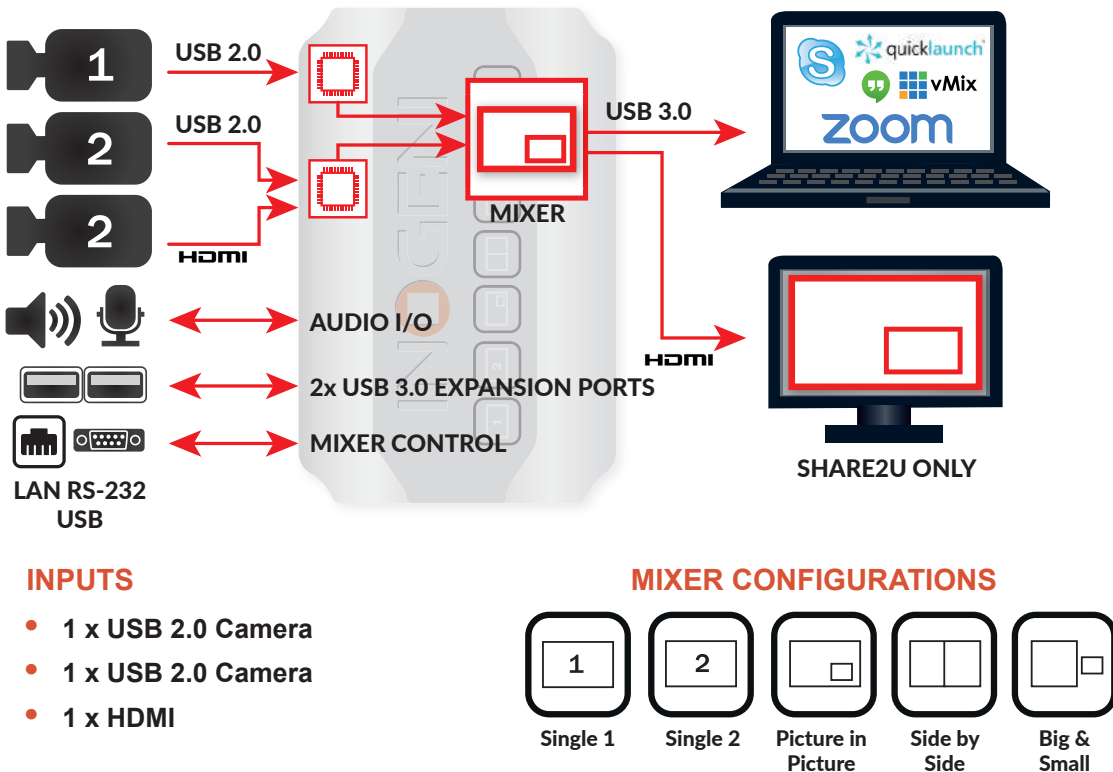 1
USB 2.0
2
USB 2.0
2
HDMI
INOGENI
MIXER
USB 3.0
S
quicklaunch
vMix
zoom
AUDIO I/O
2x USB 3.0 EXPANSION PORTS
2
MIXER CONTROL
1
LAN RS-232
USB
HDMI
SHARE2U ONLY
INPUTS
• 1 x USB 2.0 Camera
• 1 x USB 2.0 Camera
• 1 x HDMI
MIXER CONFIGURATIONS
1
2
Single 1
Single 2
Picture in
Picture
Side by
Side
Big &
Small